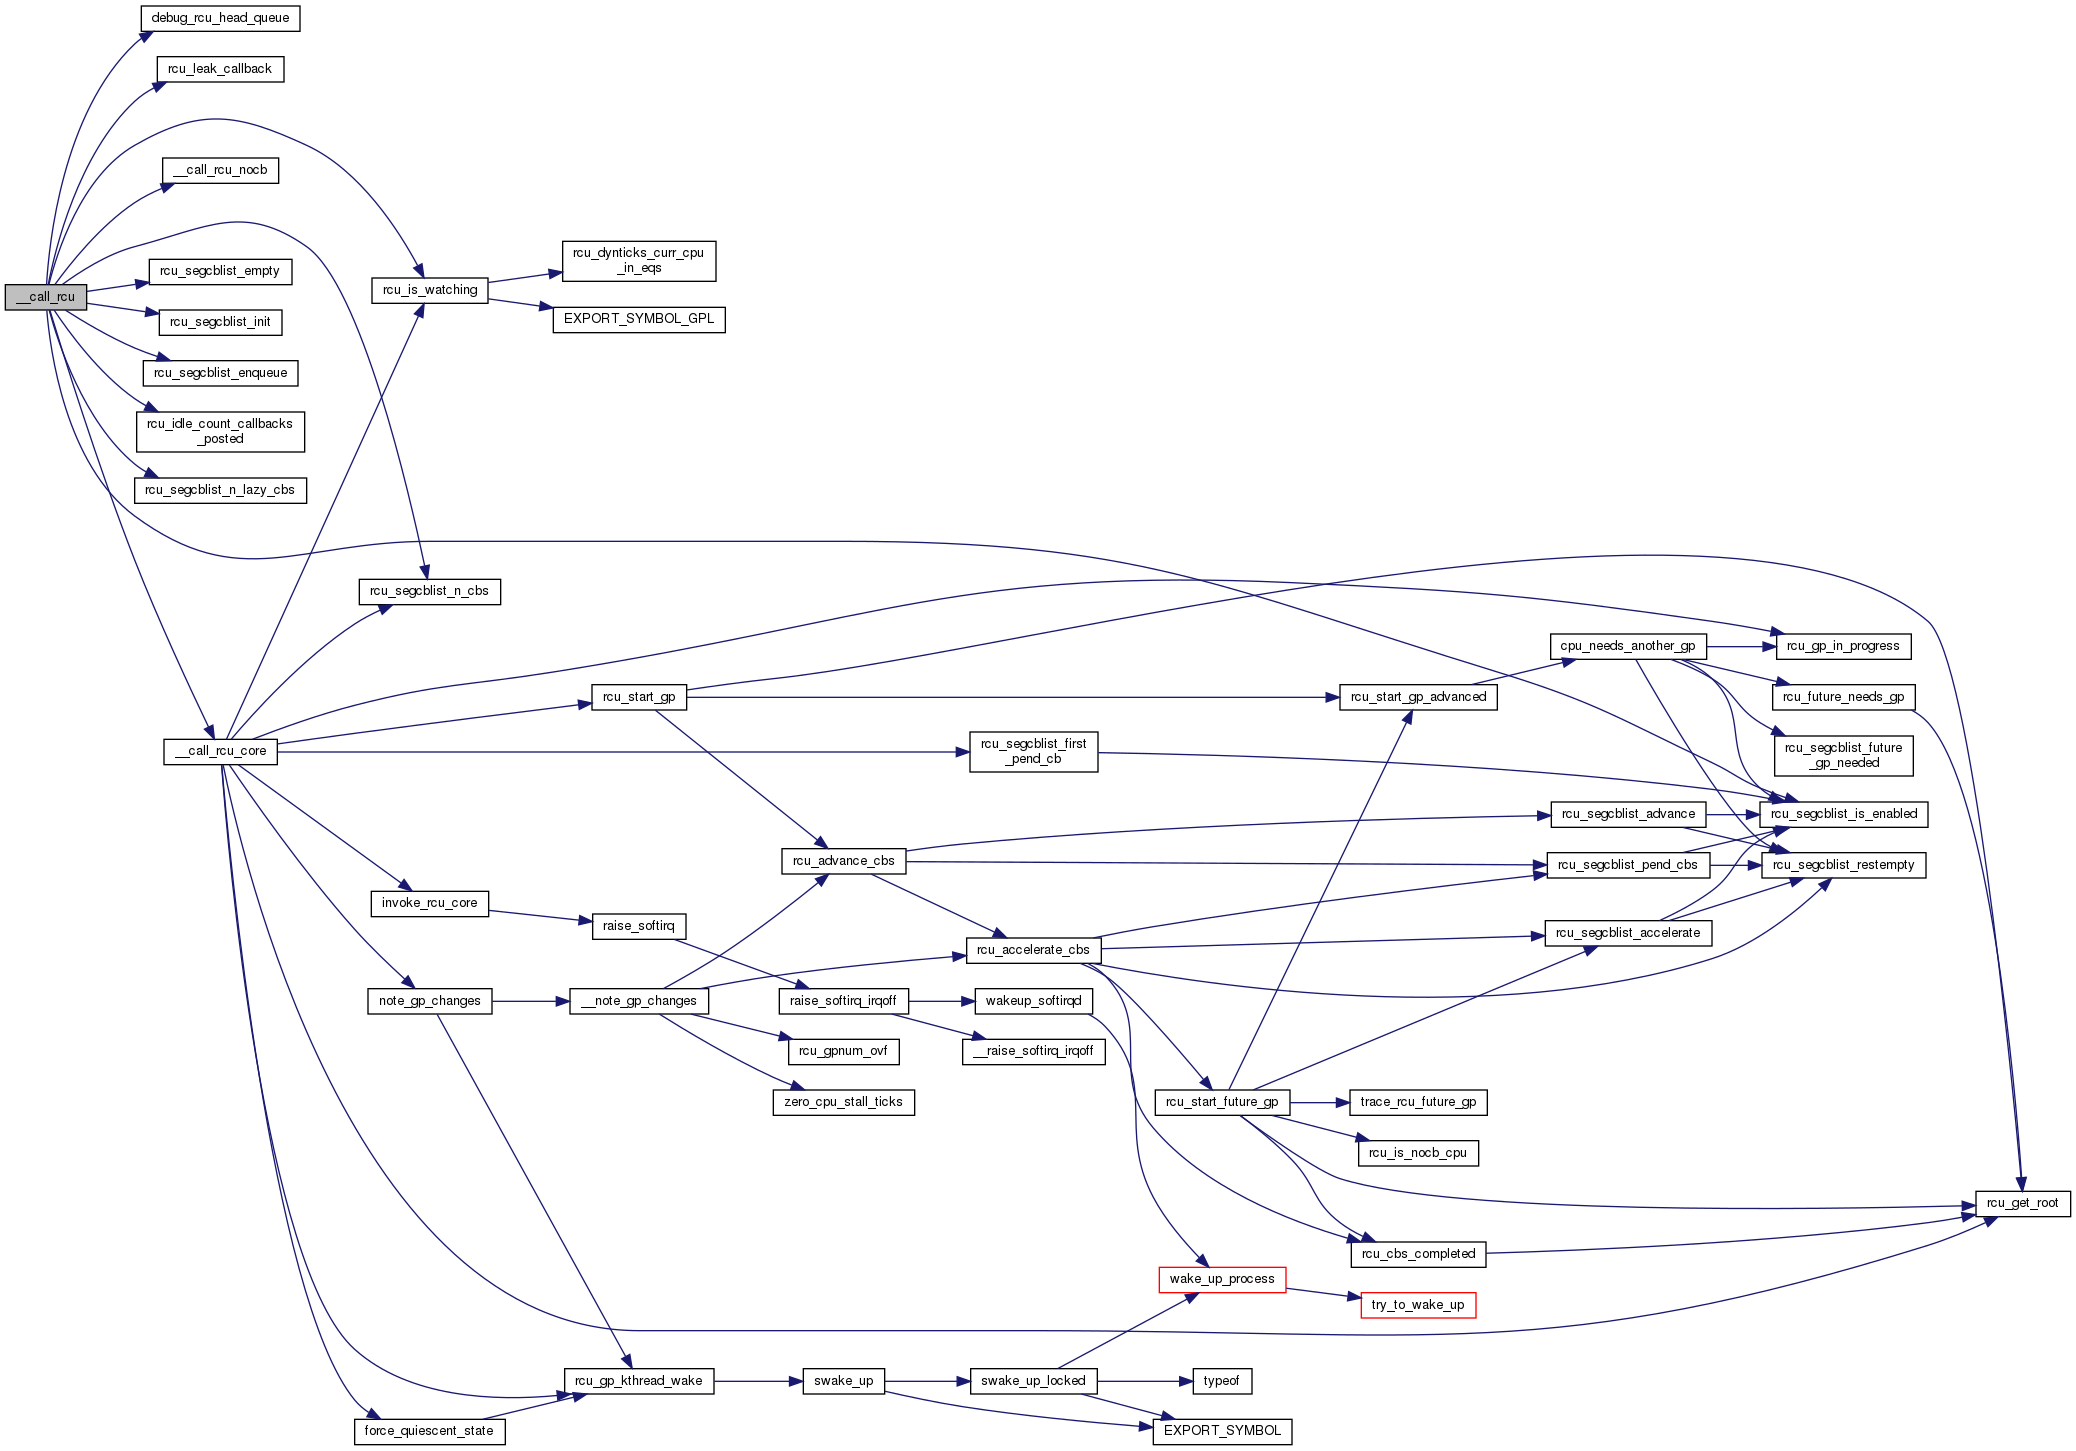 debug_rcu_head_queue
rcu_leak_callback
__call_rcu_nocb
rcu_segcblist_empty
__call_rcu
rcu_segcblist_init
rcu_segcblist_enqueue
rcu_idle_count_callbacks
_posted
rcu_segcblist_n_lazy_cbs
rcu_is_watching
rcu_dynticks_curr_cpu
_in_eqs
EXPORT_SYMBOL_GPL
rcu_segcblist_n_cbs
__call_rcu_core
rcu_start_gp
rcu_segcblist_first
_pend_cb
rcu_start_gp_advanced
cpu_needs_another_gp
rcu_gp_in_progress
rcu_future_needs_gp
rcu_segcblist_future
_gp_needed
rcu_segcblist_advance
rcu_segcblist_is_enabled
rcu_advance_cbs
rcu_segcblist_pend_cbs
rcu_segcblist_restempty
invoke_rcu_core
raise_softirq
rcu_accelerate_cbs
rcu_segcblist_accelerate
note_gp_changes
__note_gp_changes
raise_softirq_irqoff
wakeup_softirqd
rcu_gpnum_ovf
__raise_softirq_irqoff
zero_cpu_stall_ticks
rcu_start_future_gp
trace_rcu_future_gp
rcu_is_nocb_cpu
rcu_get_root
rcu_cbs_completed
wake_up_process
try_to_wake_up
rcu_gp_kthread_wake
swake_up
swake_up_locked
typeof
force_quiescent_state
EXPORT_SYMBOL